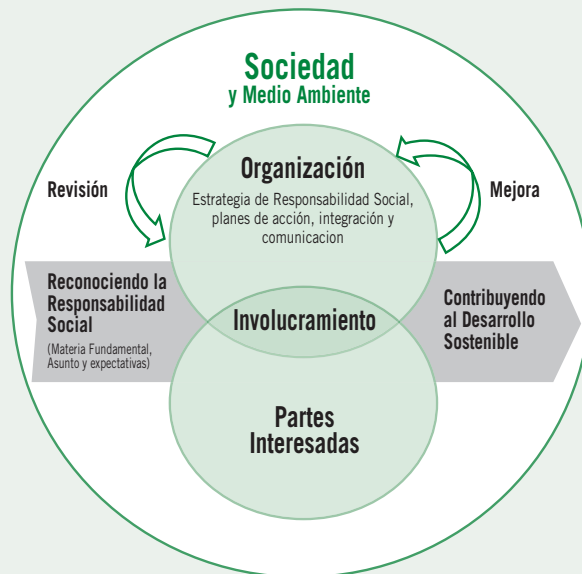 Sociedad
y Medio Ambiente
Organización
Estrategia de Responsabilidad Social,
planes de acción, integración y
comunicacion
Revisión
Mejora
Reconociendo la
Responsabilidad
Social
(Materia Fundamental,
Asunto y expectativas)
Involucramiento
Contribuyendo
al Desarrollo
Sostenible
Partes
Interesadas